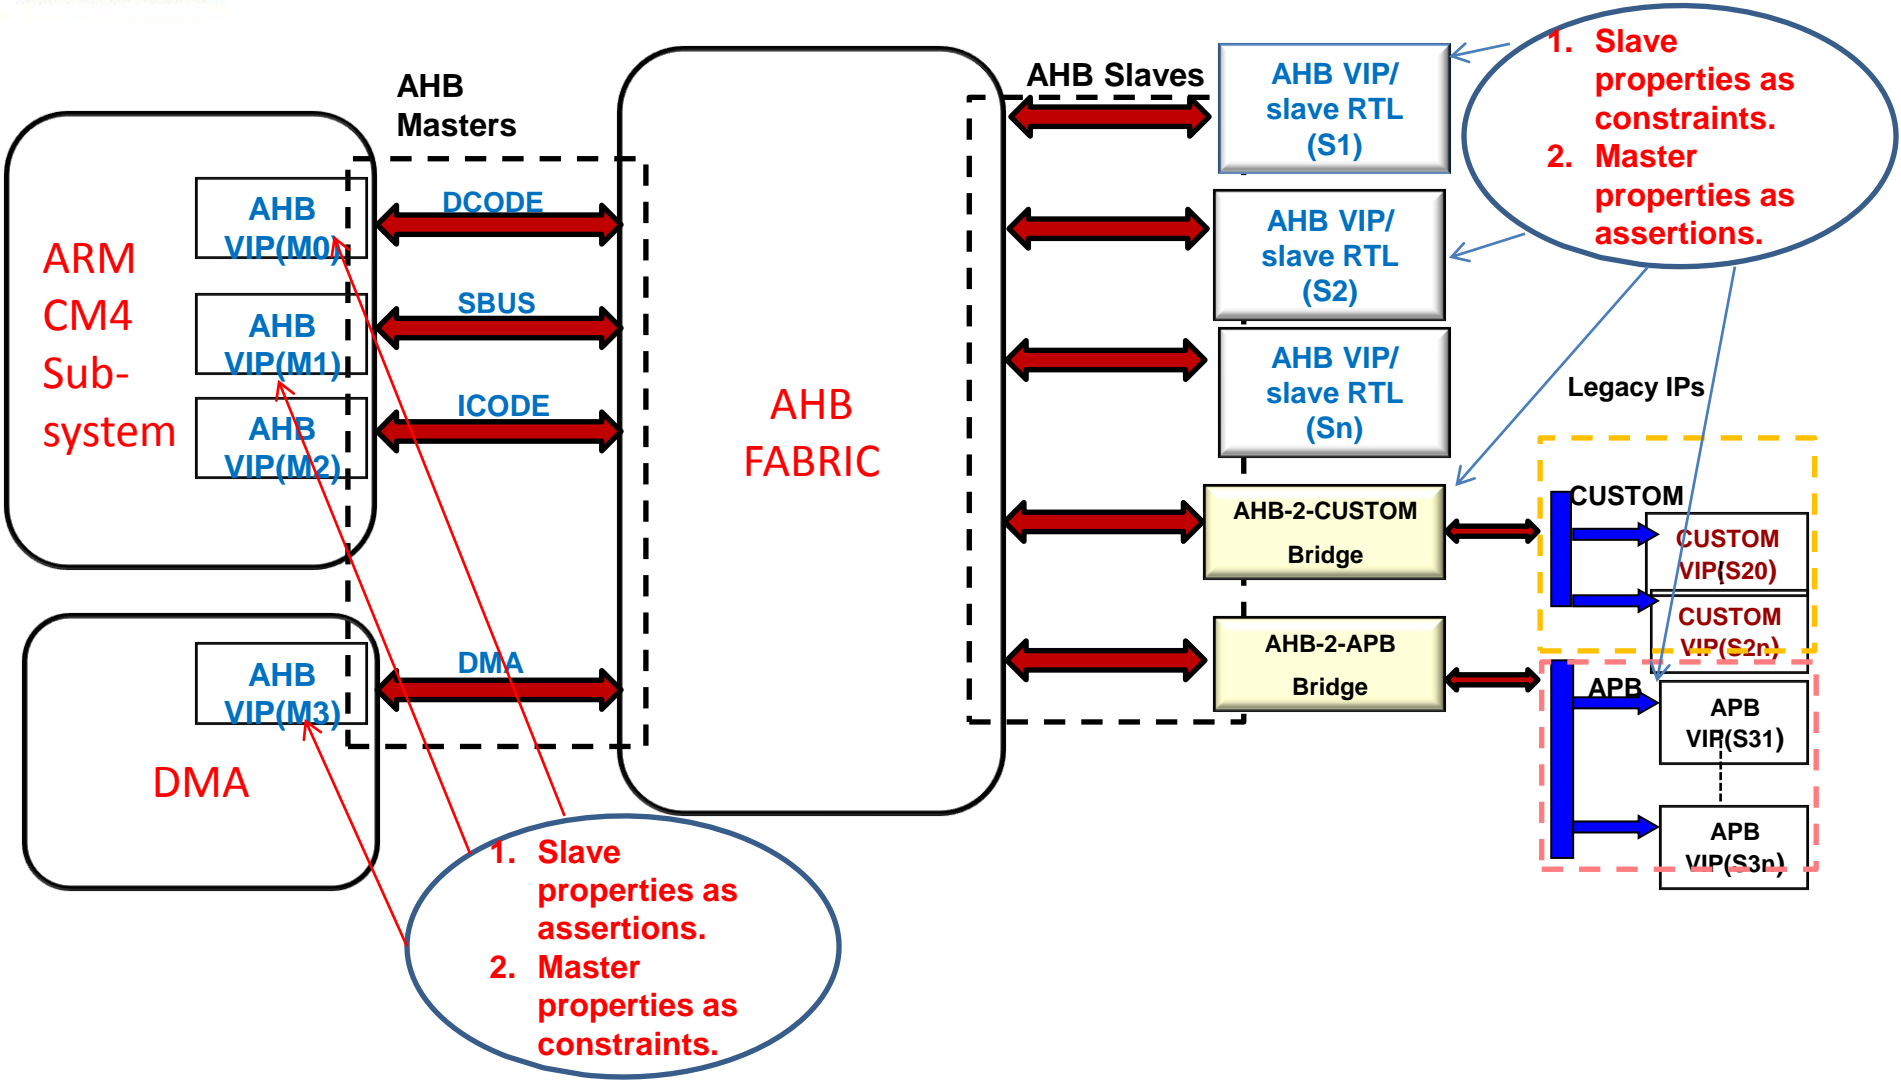 AHB
Masters
ARM
CM4
Sub-
system
AHB
VIP(M0)
AHB
VIP(M1)
AHB
VIP(M2)
DCODE
SBUS
ICODE
DMA
AHB
VIP(M3)
DMA
AHB
FABRIC
1. Slave
properties as
assertions.
2. Master
properties as
constraints.
AHB Slaves
AHB VIP/
slave RTL
(S1)
AHB VIP/
slave RTL
(S2)
AHB VIP/
slave RTL
(Sn)
AHB-2-CUSTOM
Bridge
AHB-2-APB
Bridge
1. Slave
properties as
constraints.
2. Master
properties as
assertions.
Legacy IPs
CUSTOM
CUSTOM
VIP(S20)
CUSTOM
VIP(S2n)
APB
APB
VIP(S31)
APB
VIP(S3n)